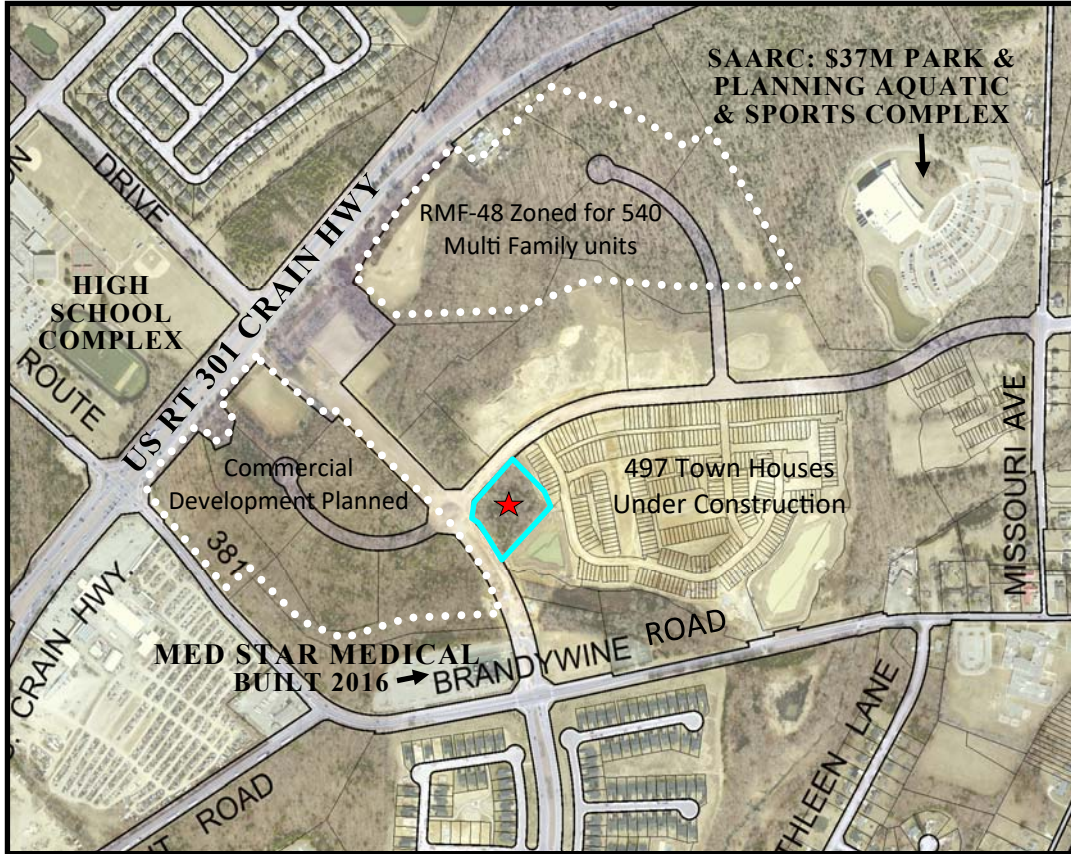 SAARC: $37M PARK &
PLANNING AQUATIC
& SPORTS COMPLEX
DRIVE
US RT 301 CRAIN HWY
RMF-48 Zoned for 540
Multi Family units
HIGH
SCHOOL
COMPLEX
ROUTE
MISSOURI AVE
Commercial
Development Planned
497 Town Houses
Under Construction
381
CRAIN HWY.
MED STAR MEDICAL
BUILT 2016
BRANDYWINE ROAD
ROAD
THLEEN LANE